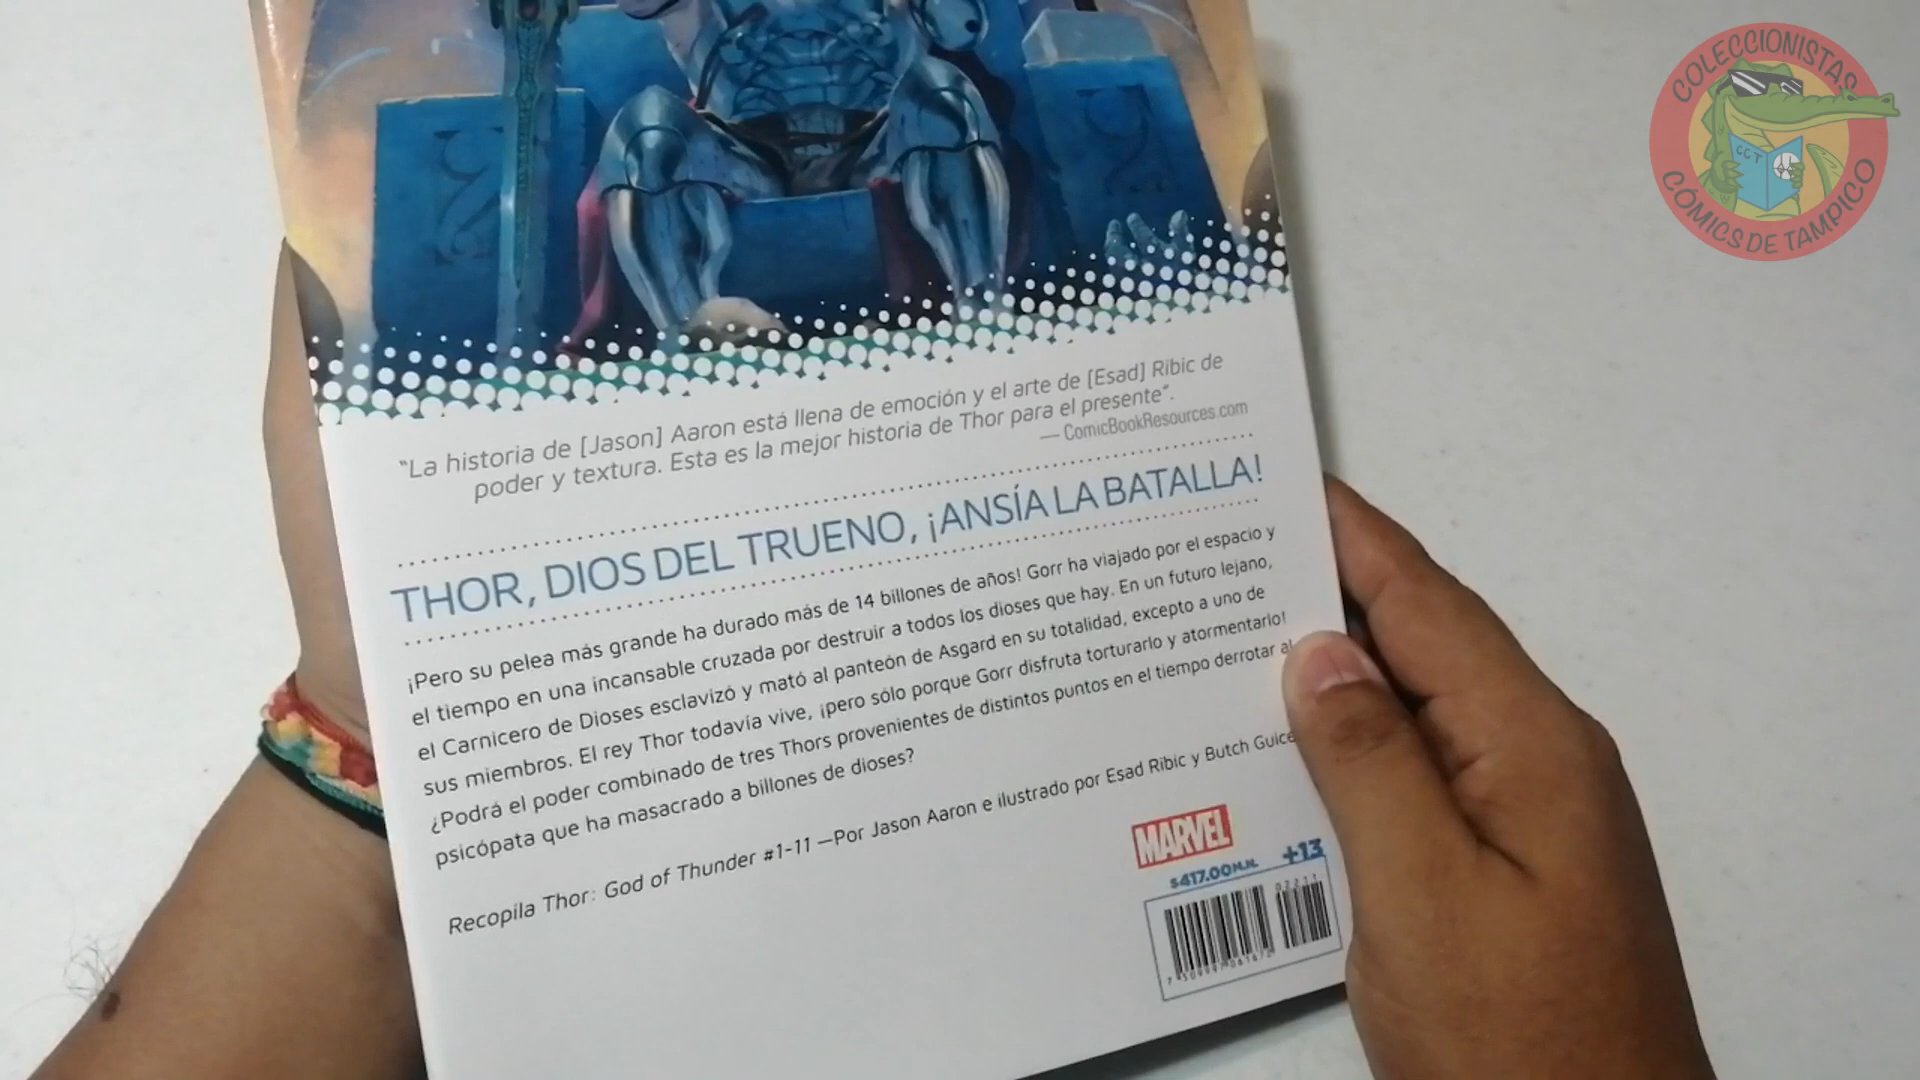 COLECCIONISTAS
CCT
CÓMICS DE TAMPICO
"La historia de [Jason] Aaron está llena de emoción y el arte de [Esad] Ribic de
poder y textura. Esta es la mejor historia de Thor para el presente".
— ComicBookResources.com
THOR, DIOS DEL TRUENO, ¡ANSÍA LA BATALLA!
¡Pero su pelea más grande ha durado más de 14 billones de años! Gorr ha viajado por el espacio y
el tiempo en una incansable cruzada por destruir a todos los dioses que hay. En un futuro lejano,
el Carnicero de Dioses esclavizó y mató al panteón de Asgard en su totalidad, excepto a uno de
sus miembros. El rey Thor todavía vive, ¡pero sólo porque Gorr disfruta torturarlo y atormentarlo!
¿Podrá el poder combinado de tres Thors provenientes de distintos puntos en el tiempo derrotar al
psicópata que ha masacrado a billones de dioses?
Recopila Thor: God of Thunder #1-11 —Por Jason Aaron e ilustrado por Esad Ribic y Butch Guice
MARVEL
$417.00 M.N. +13